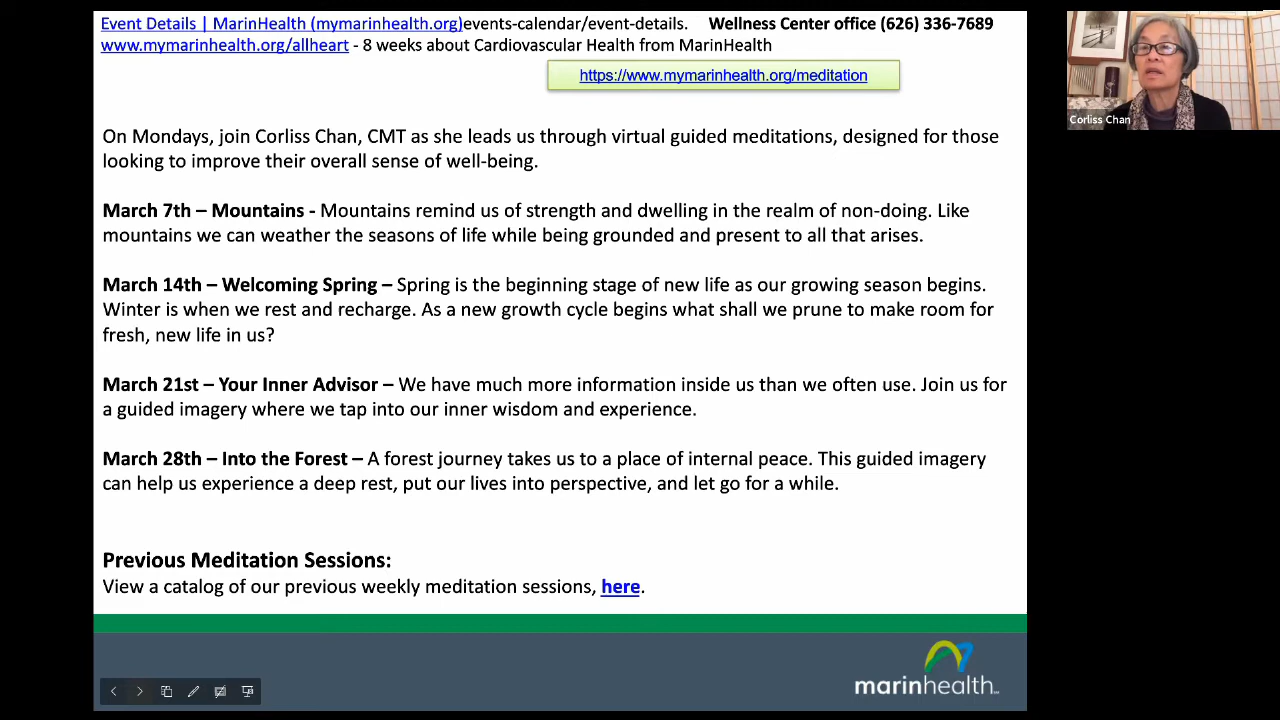 Event Details | MarinHealth (mymarinhealth.org)events-calendar/event-details. Wellness Center office (626) 336-7689
www.mymarinhealth.org/allheart - 8 weeks about Cardiovascular Health from MarinHealth
https://www.mymarinhealth.org/meditation
Corliss Chan
On Mondays, join Corliss Chan, CMT as she leads us through virtual guided meditations, designed for those
looking to improve their overall sense of well-being.
March 7th – Mountains - Mountains remind us of strength and dwelling in the realm of non-doing. Like
mountains we can weather the seasons of life while being grounded and present to all that arises.
March 14th – Welcoming Spring – Spring is the beginning stage of new life as our growing season begins.
Winter is when we rest and recharge. As a new growth cycle begins what shall we prune to make room for
fresh, new life in us?
March 21st – Your Inner Advisor – We have much more information inside us than we often use. Join us for
a guided imagery where we tap into our inner wisdom and experience.
March 28th – Into the Forest – A forest journey takes us to a place of internal peace. This guided imagery
can help us experience a deep rest, put our lives into perspective, and let go for a while.
Previous Meditation Sessions:
View a catalog of our previous weekly meditation sessions, here.
marinhealth